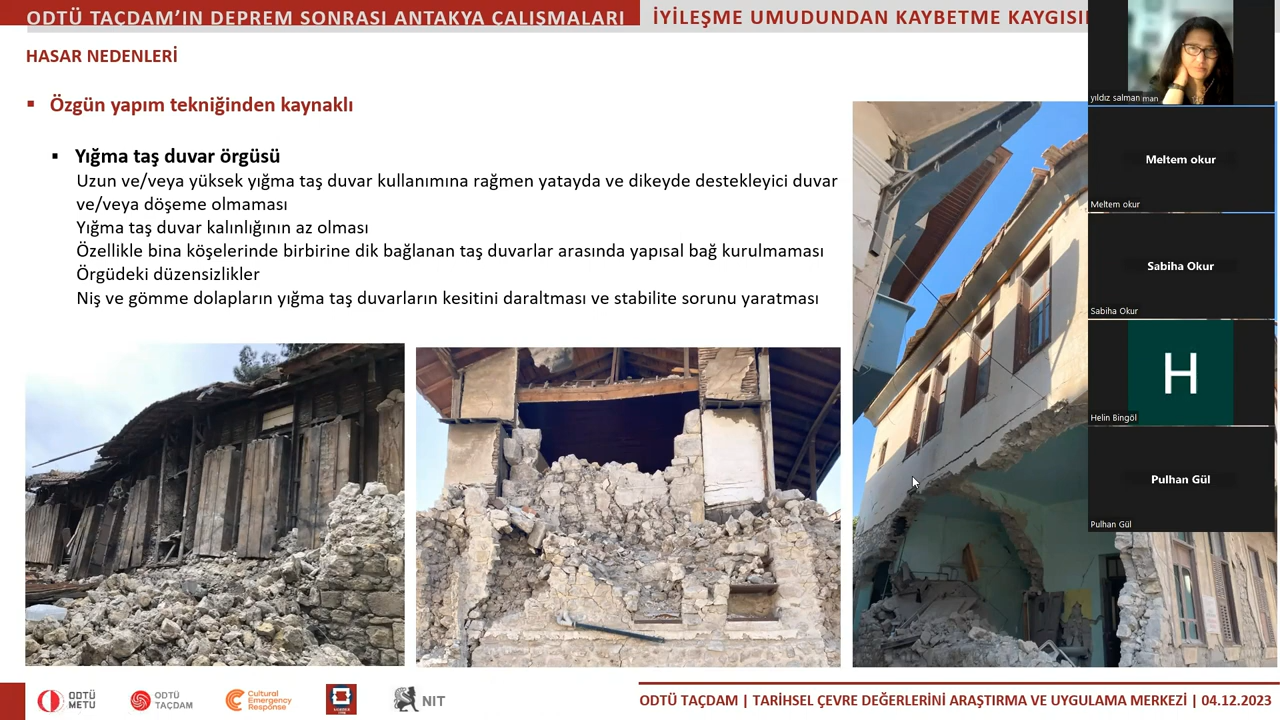 ODTÜ TAÇDAM’IN DEPREM SONRASI ANTAKYA ÇALIŞMALARI
İYİLEŞME UMUDUNDAN KAYBETME
HASAR NEDENLERİ
▪ Özgün yapım tekniğinden kaynaklı
▪ Yığma taş duvar örgüsü
Uzun ve/veya yüksek yığma taş duvar kullanımına rağmen yatayda ve dikeyde destekleyici duvar
ve/veya döşeme olmaması
Yığma taş duvar kalınlığının az olması
Özellikle bina köşelerinde birbirine dik bağlanan taş duvarlar arasında yapısal bağ kurulmaması
Örgüdeki düzensizlikler
Niş ve gömme dolapların yığma taş duvarların kesitini daraltması ve stabilite sorunu yaratması
yıldız salman man
Meltem okur
Meltem okur
Sabiha Okur
Sabiha Okur
H
Helin Bingöl
Pulhan Gül
Pulhan Gül
ODTÜ
METU
ODTÜ
TAÇDAM
Cultural
Emergency
Response
NIT
ODTÜ TAÇDAM | TARİHSEL ÇEVRE DEĞERLERİNİ ARAŞTIRMA VE UYGULAMA MERKEZİ | 04.12.2023